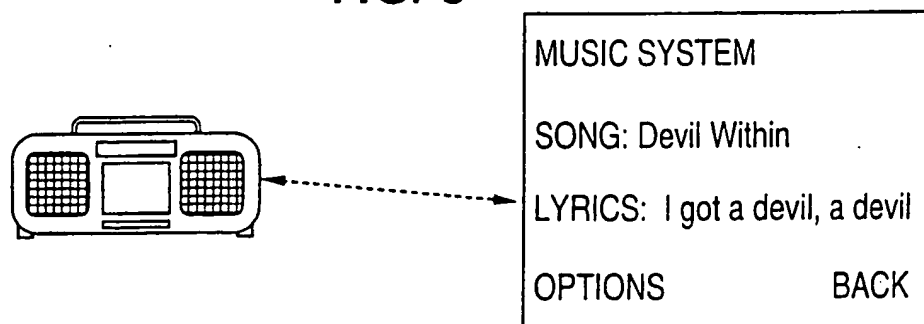 MUSIC SYSTEM
SONG: Devil Within
LYRICS: I got a devil, a devil
OPTIONS BACK